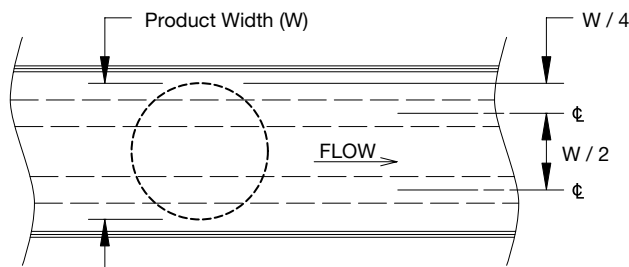 Product Width (W)
W / 4
℄
FLOW
W / 2
℄